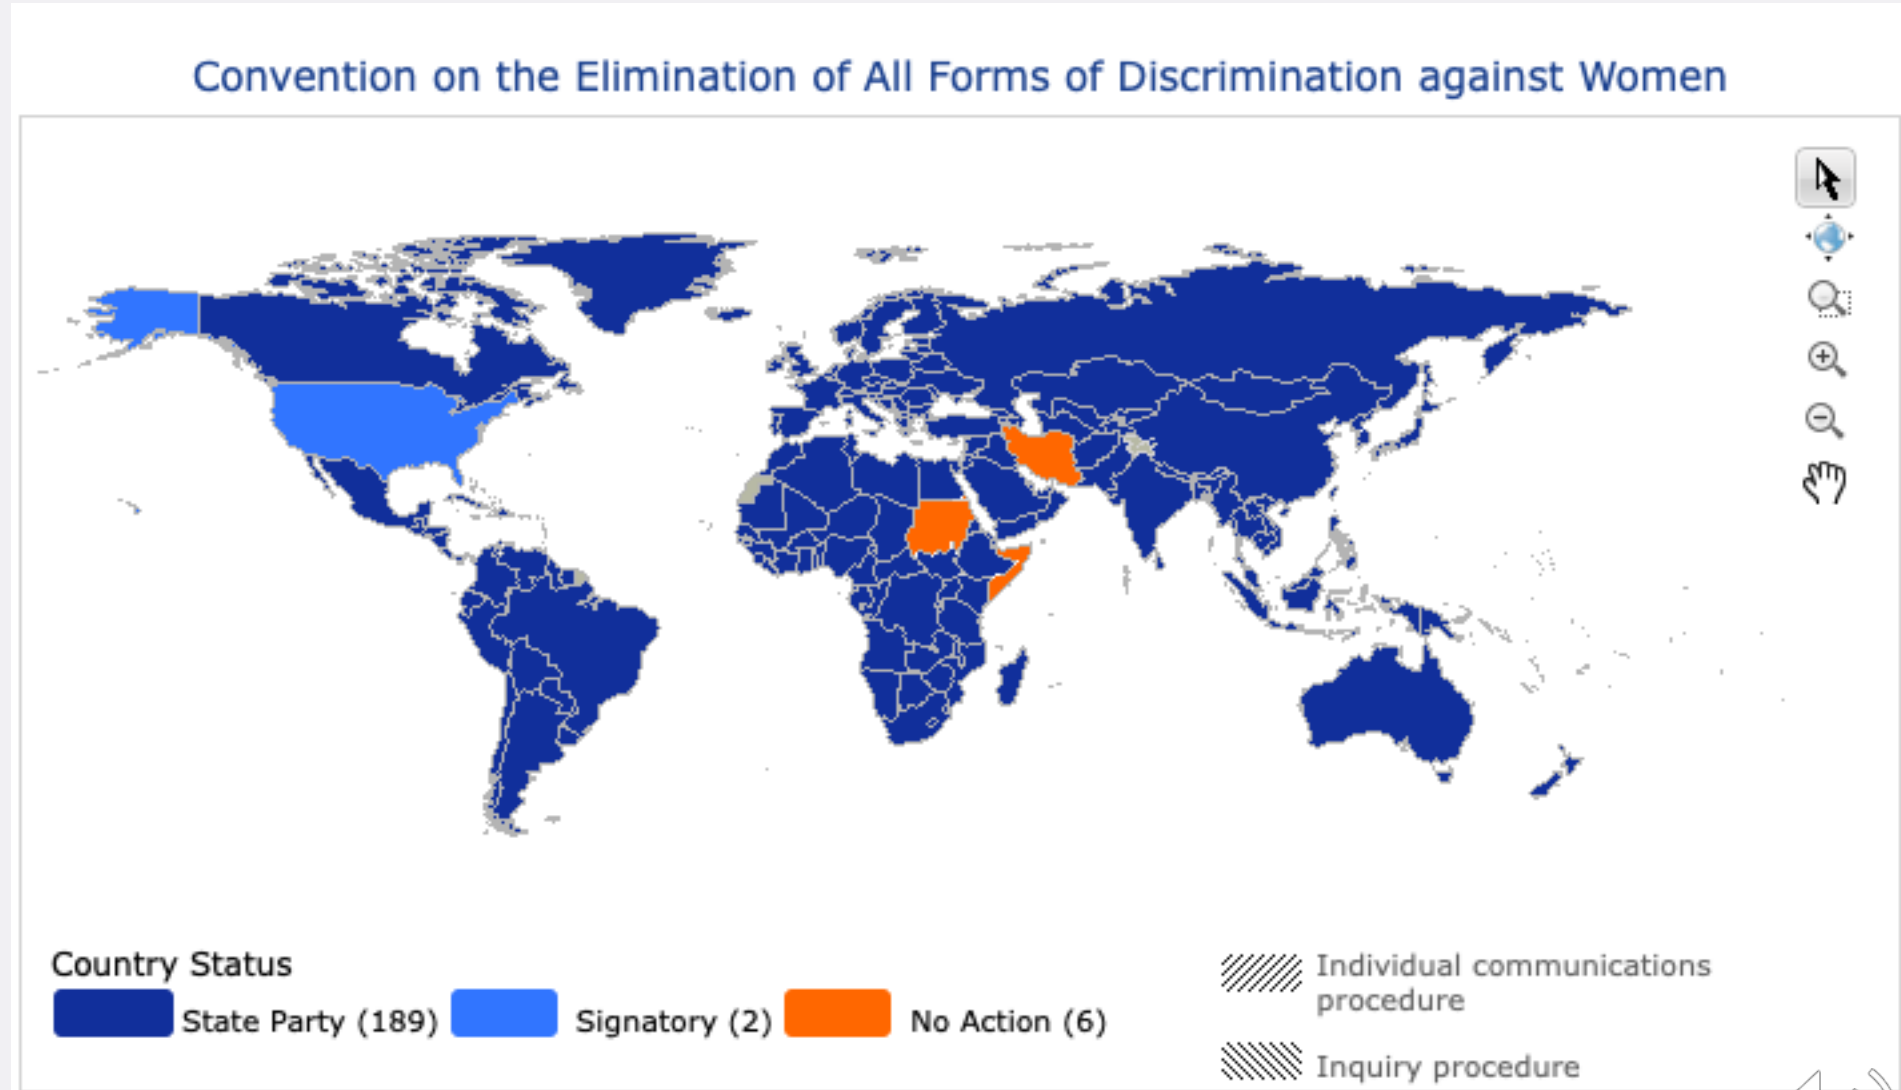 Convention on the Elimination of All Forms of Discrimination against Women
Country Status
State Party (189)
Signatory (2)
No Action (6)
Individual communications
procedure
Inquiry procedure